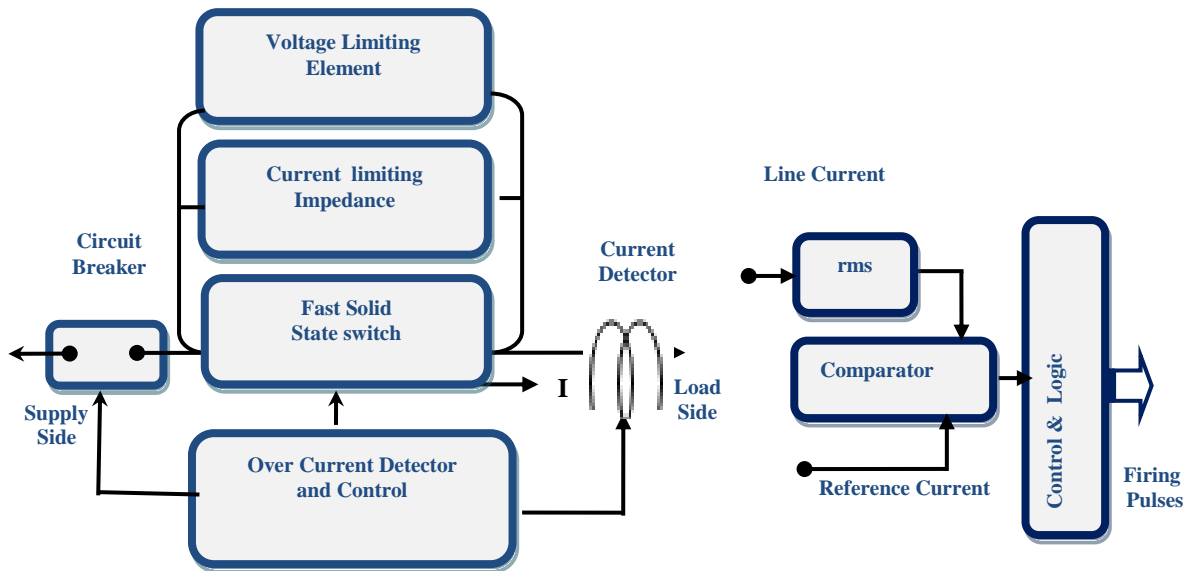 Voltage Limiting
Element
Current limiting
Impedance
Circuit
Breaker
Fast Solid
State switch
Current
Detector
I
Load
Side
Supply
Side
Over Current Detector
and Control
Line Current
rms
Comparator
Reference Current
Control & Logic
Firing
Pulses